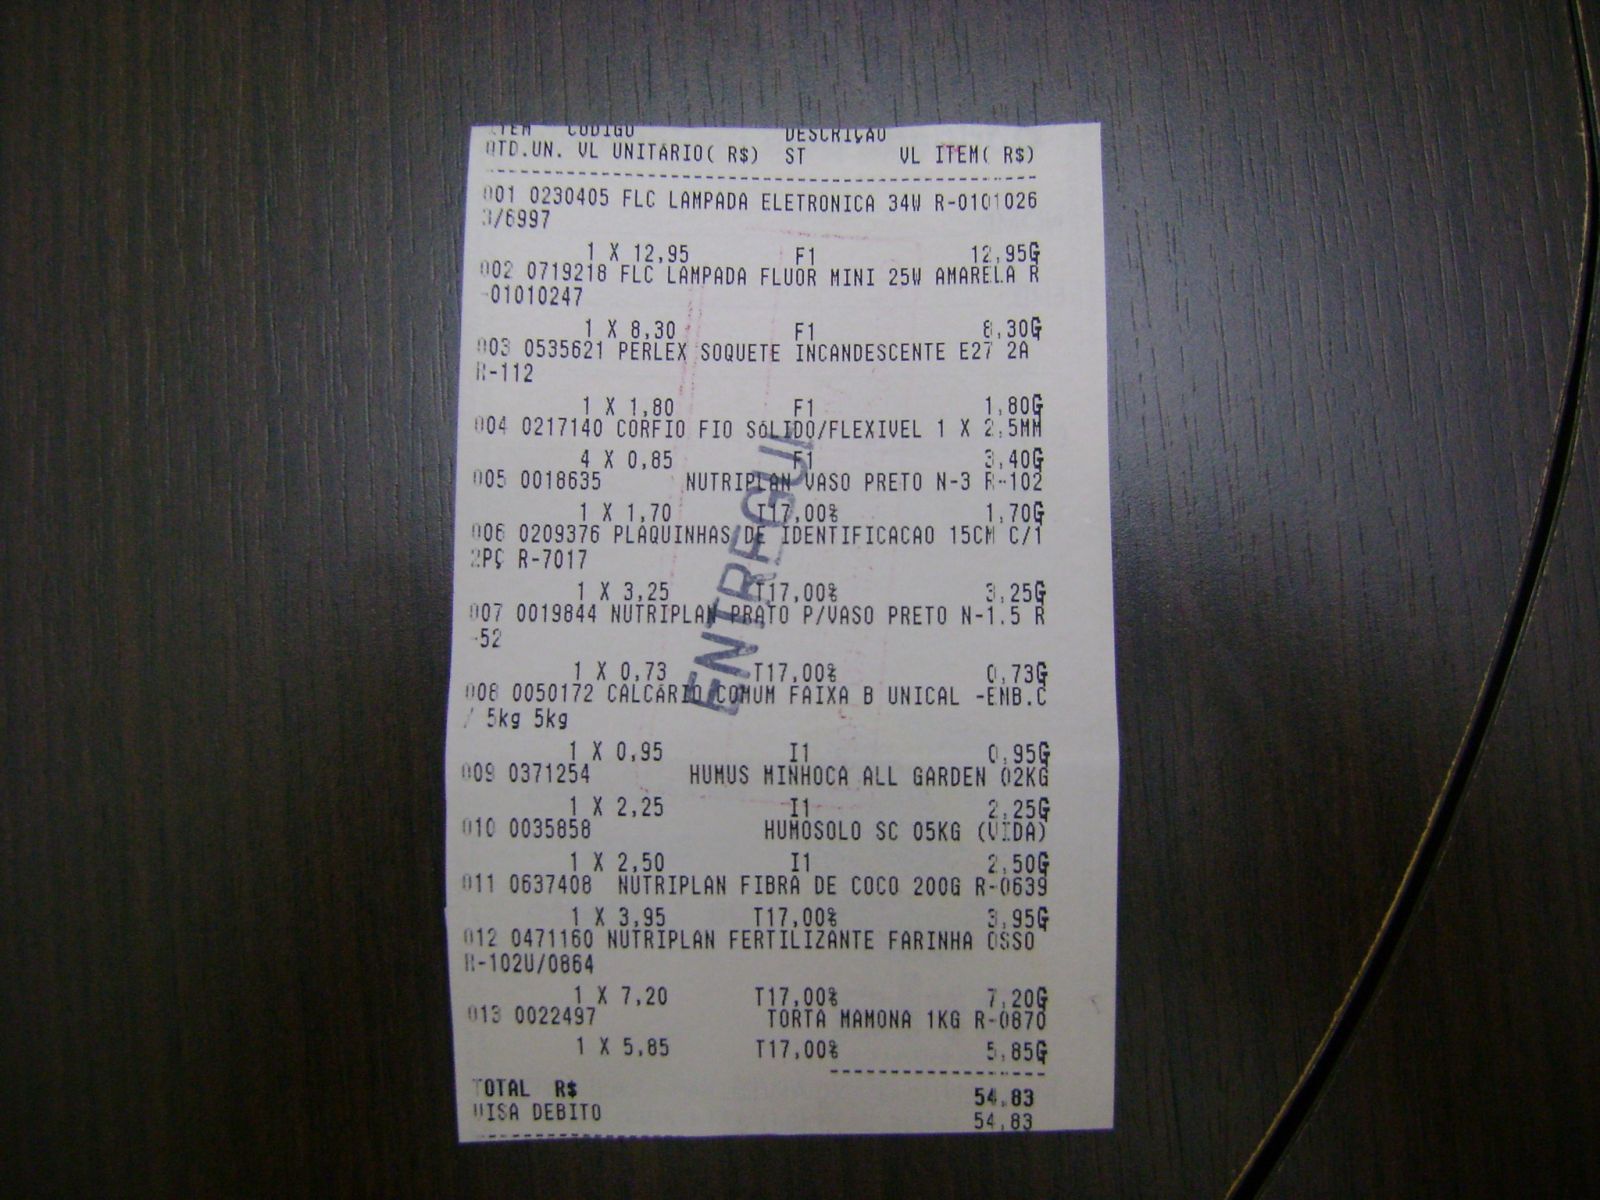 ITEM CÓDIGO DESCRIÇÃO
QTD.UN. VL UNITÁRIO( R$) ST VL ITEM( R$)
001 0230405 FLC LAMPADA ELETRONICA 34W R-0101026
3/6997
1 X 12,95 F1 12,95G
002 0719218 FLC LAMPADA FLUOR MINI 25W AMARELA R
-01010247
1 X 8,30 F1 8,30G
003 0535621 PERLEX SOQUETE INCANDESCENTE E27 2A
R-112
1 X 1,80 F1 1,80G
004 0217140 CORFIO FIO SÓLIDO/FLEXIVEL 1 X 2,5MM
4 X 0,85 F1 3,40G
005 0018635 NUTRIPLAN VASO PRETO N-3 R-102
1 X 1,70 T17,00% 1,70G
006 0209376 PLAQUINHAS DE IDENTIFICACAO 15CM C/1
2PÇ R-7017
1 X 3,25 T17,00% 3,25G
007 0019844 NUTRIPLAN PRATO P/VASO PRETO N-1.5 R
-52
1 X 0,73 T17,00% 0,73G
008 0050172 CALCÁRIO COMUM FAIXA B UNICAL -EMB.C
/ 5kg 5kg
1 X 0,95 I1 0,95G
009 0371254 HUMUS MINHOCA ALL GARDEN 02KG
1 X 2,25 I1 2,25G
010 0035858 HUMOSOLO SC 05KG (VIDA)
1 X 2,50 I1 2,50G
011 0637408 NUTRIPLAN FIBRA DE COCO 200G R-0639
1 X 3,95 T17,00% 3,95G
012 0471160 NUTRIPLAN FERTILIZANTE FARINHA OSSO
R-102U/0864
1 X 7,20 T17,00% 7,20G
013 0022497 TORTA MAMONA 1KG R-0870
1 X 5,85 T17,00% 5,85G
TOTAL R$ 54,83
VISA DEBITO 54,83
ENTREGUE